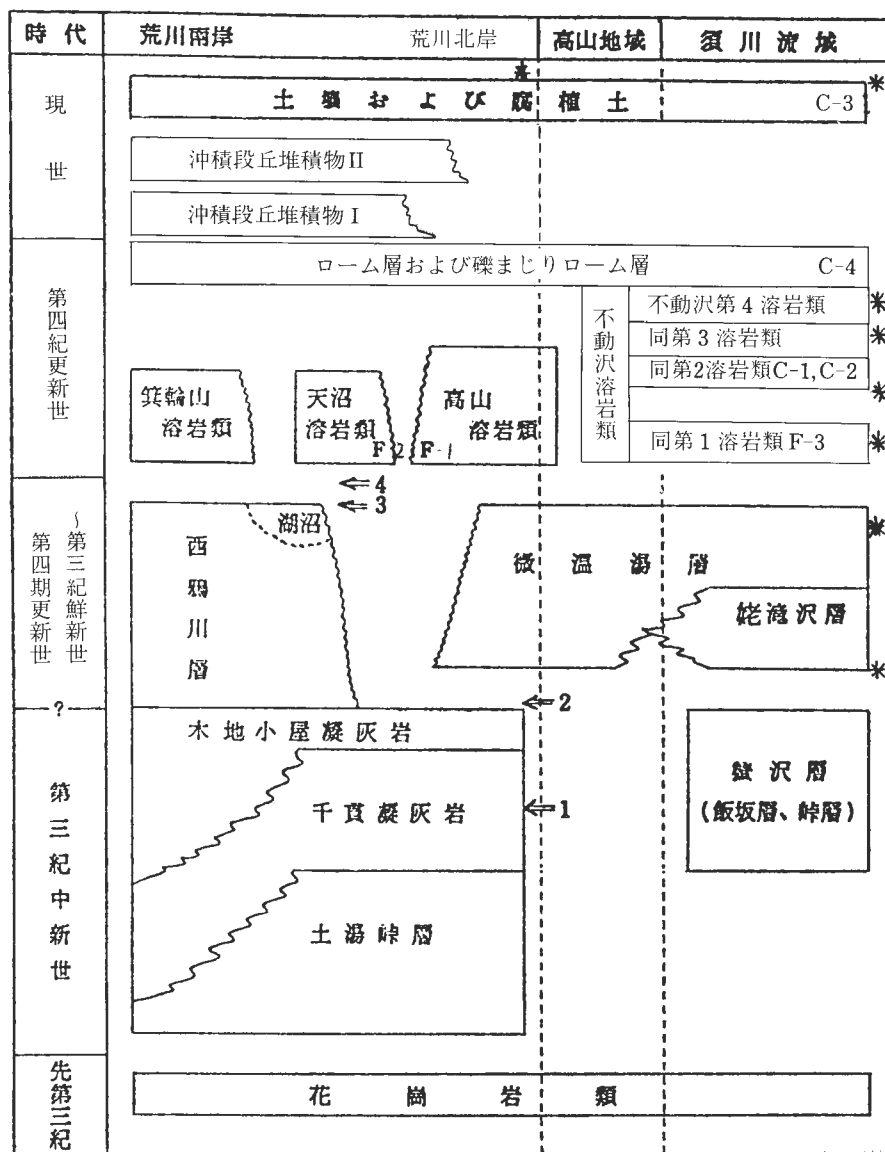 時代 荒川両岸 荒川北岸 高山地域 須川流域
現世
土壌および腐植土 C-3
沖積段丘堆積物II
沖積段丘堆積物I
第四紀更新世
ローム層および礫まじりローム層 C-4
不動沢溶岩類
不動沢第4溶岩類
同第3溶岩類
同第2溶岩類C-1,C-2
同第1溶岩類F-3
箕輪山
溶岩類
天沼
溶岩類
F-2
高山
溶岩類
F-1
4
3
~第三紀鮮新世
第四期更新世
湖沼
西鴉川層
微温湯層
姥滝沢層
?
2
第三紀中新世
木地小屋凝灰岩
千貫凝灰岩
1
沢層
(飯坂層、峠層)
土湯峠層
先第三紀
花崗岩類